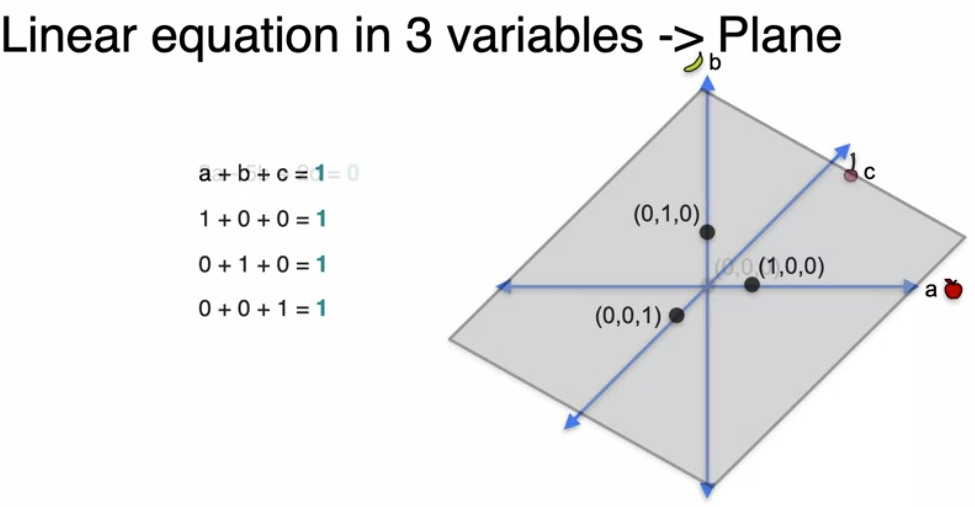 Linear equation in 3 variables -> Plane
b
a + b + c = 1
c
1 + 0 + 0 = 1
(0,1,0)
0 + 1 + 0 = 1
(1,0,0)
a
0 + 0 + 1 = 1
(0,0,1)